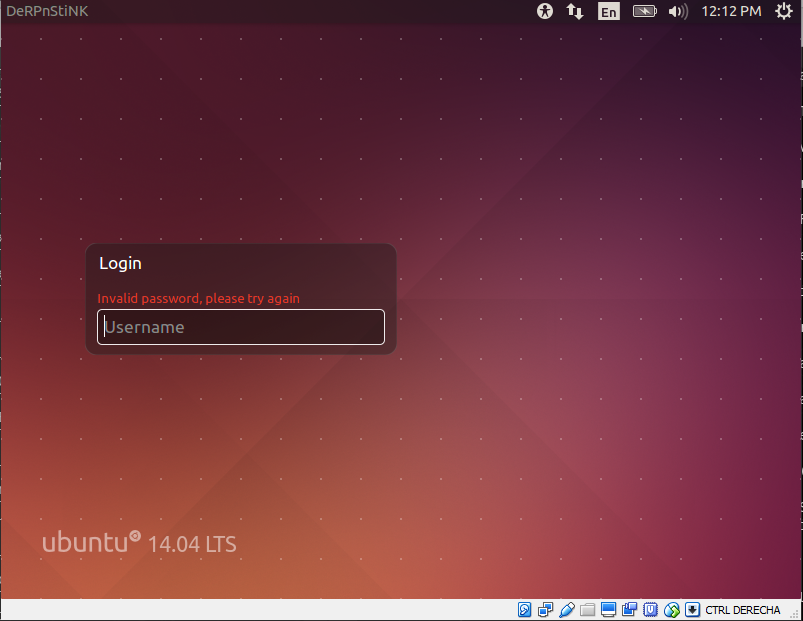 DeRPnStiNK
En
12:12 PM
Login
Invalid password, please try again
Username
ubuntu 14.04 LTS
CTRL DERECHA